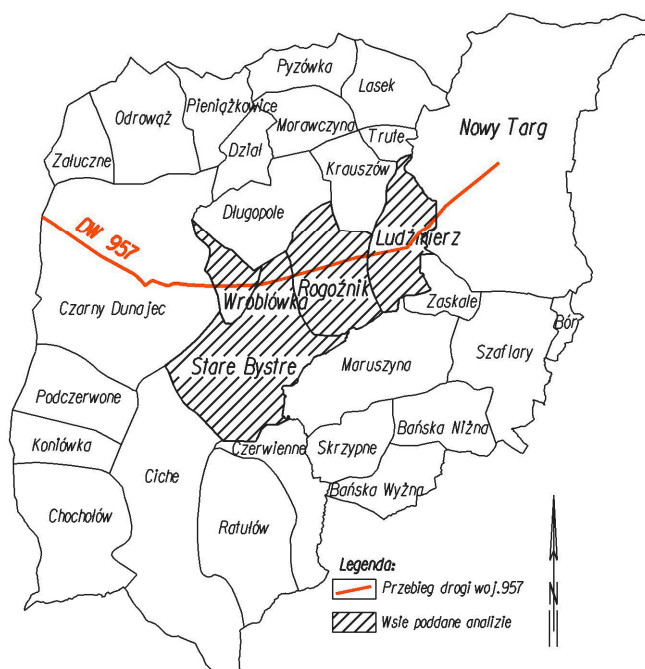 Pyzówka
Lasek
Odrowąż
Pieniążkowice
Morawczyna
Nowy Targ
Trute
Dział
Załuczne
Krauszów
Długopole
DW 957
Ludźmierz
Wróblówka
Rogoźnik
Zaskale
Czarny Dunajec
Bór
Szaflary
Stare Bystre
Maruszyna
Podczerwone
Bańska Niżna
Koniówka
Czerwienne
Skrzypne
Ciche
Bańska Wyżna
Chochołów
Ratułów
Legenda:
Przebieg drogi woj.957
Wsie poddane analizie
N